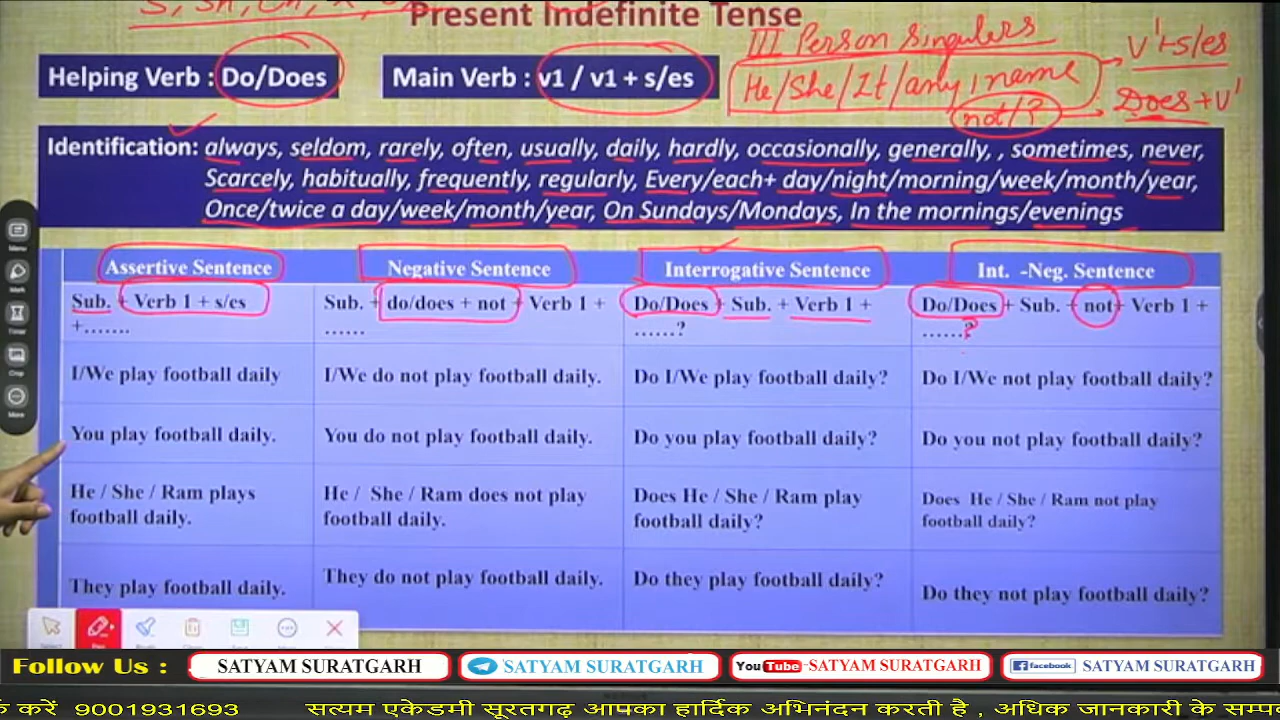 S, Sh, Ch, X,
Present Indefinite Tense
Helping Verb : Do/Does
Main Verb : v1 / v1 + s/es
III Person Singulers
He/She/It/any 1 name
not/?
V¹+s/es
Does + V¹
Identification: always, seldom, rarely, often, usually, daily, hardly, occasionally, generally, , sometimes, never,
Scarcely, habitually, frequently, regularly, Every/each+ day/night/morning/week/month/year,
Once/twice a day/week/month/year, On Sundays/Mondays, In the mornings/evenings
Assertive Sentence Negative Sentence Interrogative Sentence Int. -Neg. Sentence
Sub. + Verb 1 + s/es Sub. + do/does + not + Verb 1 + Do/Does + Sub. + Verb 1 + Do/Does + Sub. + not + Verb 1 +
+....... ...... ......? ......?
I/We play football daily I/We do not play football daily. Do I/We play football daily? Do I/We not play football daily?
You play football daily. You do not play football daily. Do you play football daily? Do you not play football daily?
He / She / Ram plays He / She / Ram does not play Does He / She / Ram play Does He / She / Ram not play
football daily. football daily. football daily? football daily?
They play football daily. They do not play football daily. Do they play football daily? Do they not play football daily?
Menu
Mark
Timer
Crop
More
Select
Pen
Follow Us : SATYAM SURATGARH SATYAM SURATGARH YouTube-SATYAM SURATGARH facebook SATYAM SURATGARH
करें 9001931693 सत्यम एकेडमी सूरतगढ़ आपका हार्दिक अभिनंदन करती है , अधिक जानकारी के सम्प